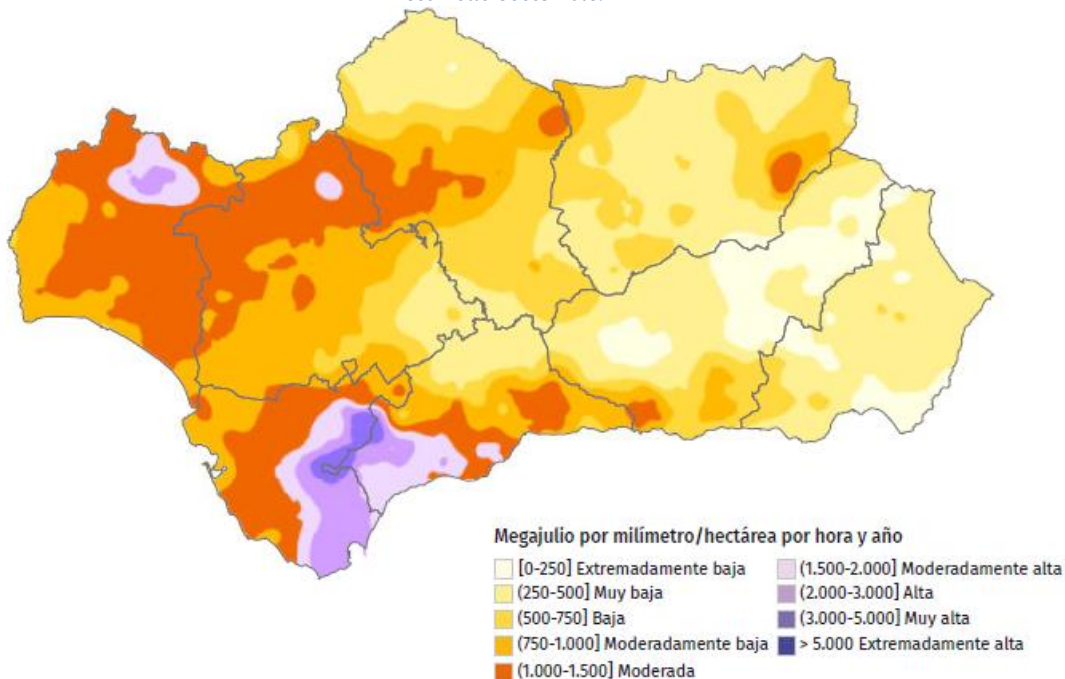 Megajulio por milímetro/hectárea por hora y año
[0-250] Extremadamente baja
(250-500] Muy baja
(500-750] Baja
(750-1.000] Moderadamente baja
(1.000-1.500] Moderada
(1.500-2.000] Moderadamente alta
(2.000-3.000] Alta
(3.000-5.000] Muy alta
> 5.000 Extremadamente alta